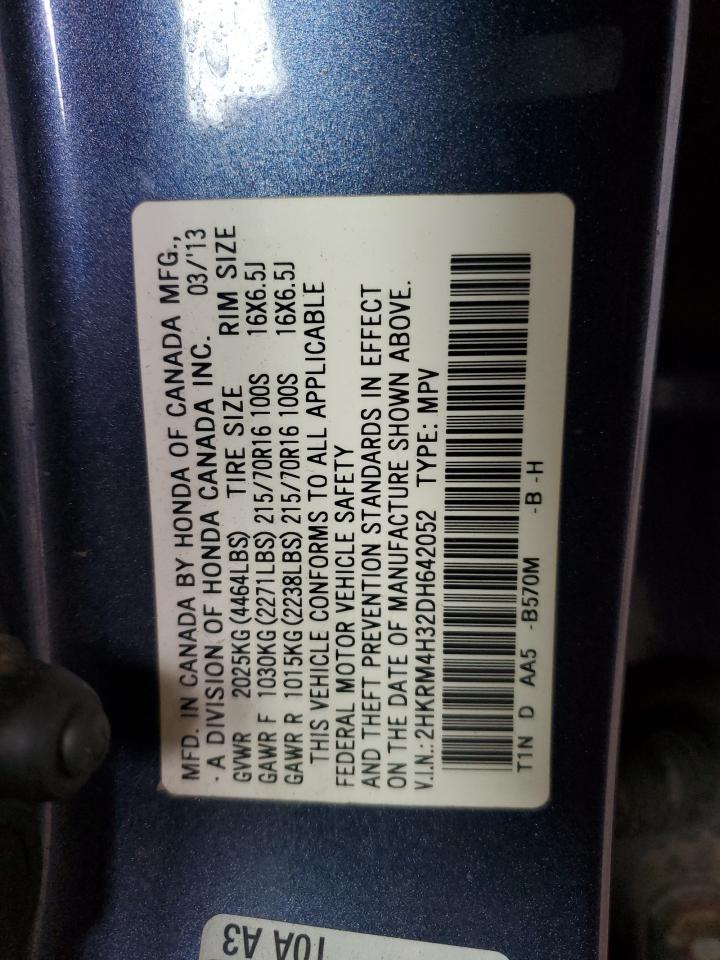 MFD. IN CANADA BY HONDA OF CANADA MFG.,
· A DIVISION OF HONDA CANADA INC. 03/'13
GVWR 2025KG(4464LBS) TIRE SIZE RIM SIZE
GAWR F 1030KG(2271LBS) 215/70R16 100S 16X6.5J
GAWR R 1015KG(2238LBS) 215/70R16 100S 16X6.5J
THIS VEHICLE CONFORMS TO ALL APPLICABLE
FEDERAL MOTOR VEHICLE SAFETY
AND THEFT PREVENTION STANDARDS IN EFFECT
ON THE DATE OF MANUFACTURE SHOWN ABOVE.
V.I.N.:2HKRM4H32DH642052 TYPE: MPV
T1N D AA5 -B570M -B -H
10A A3